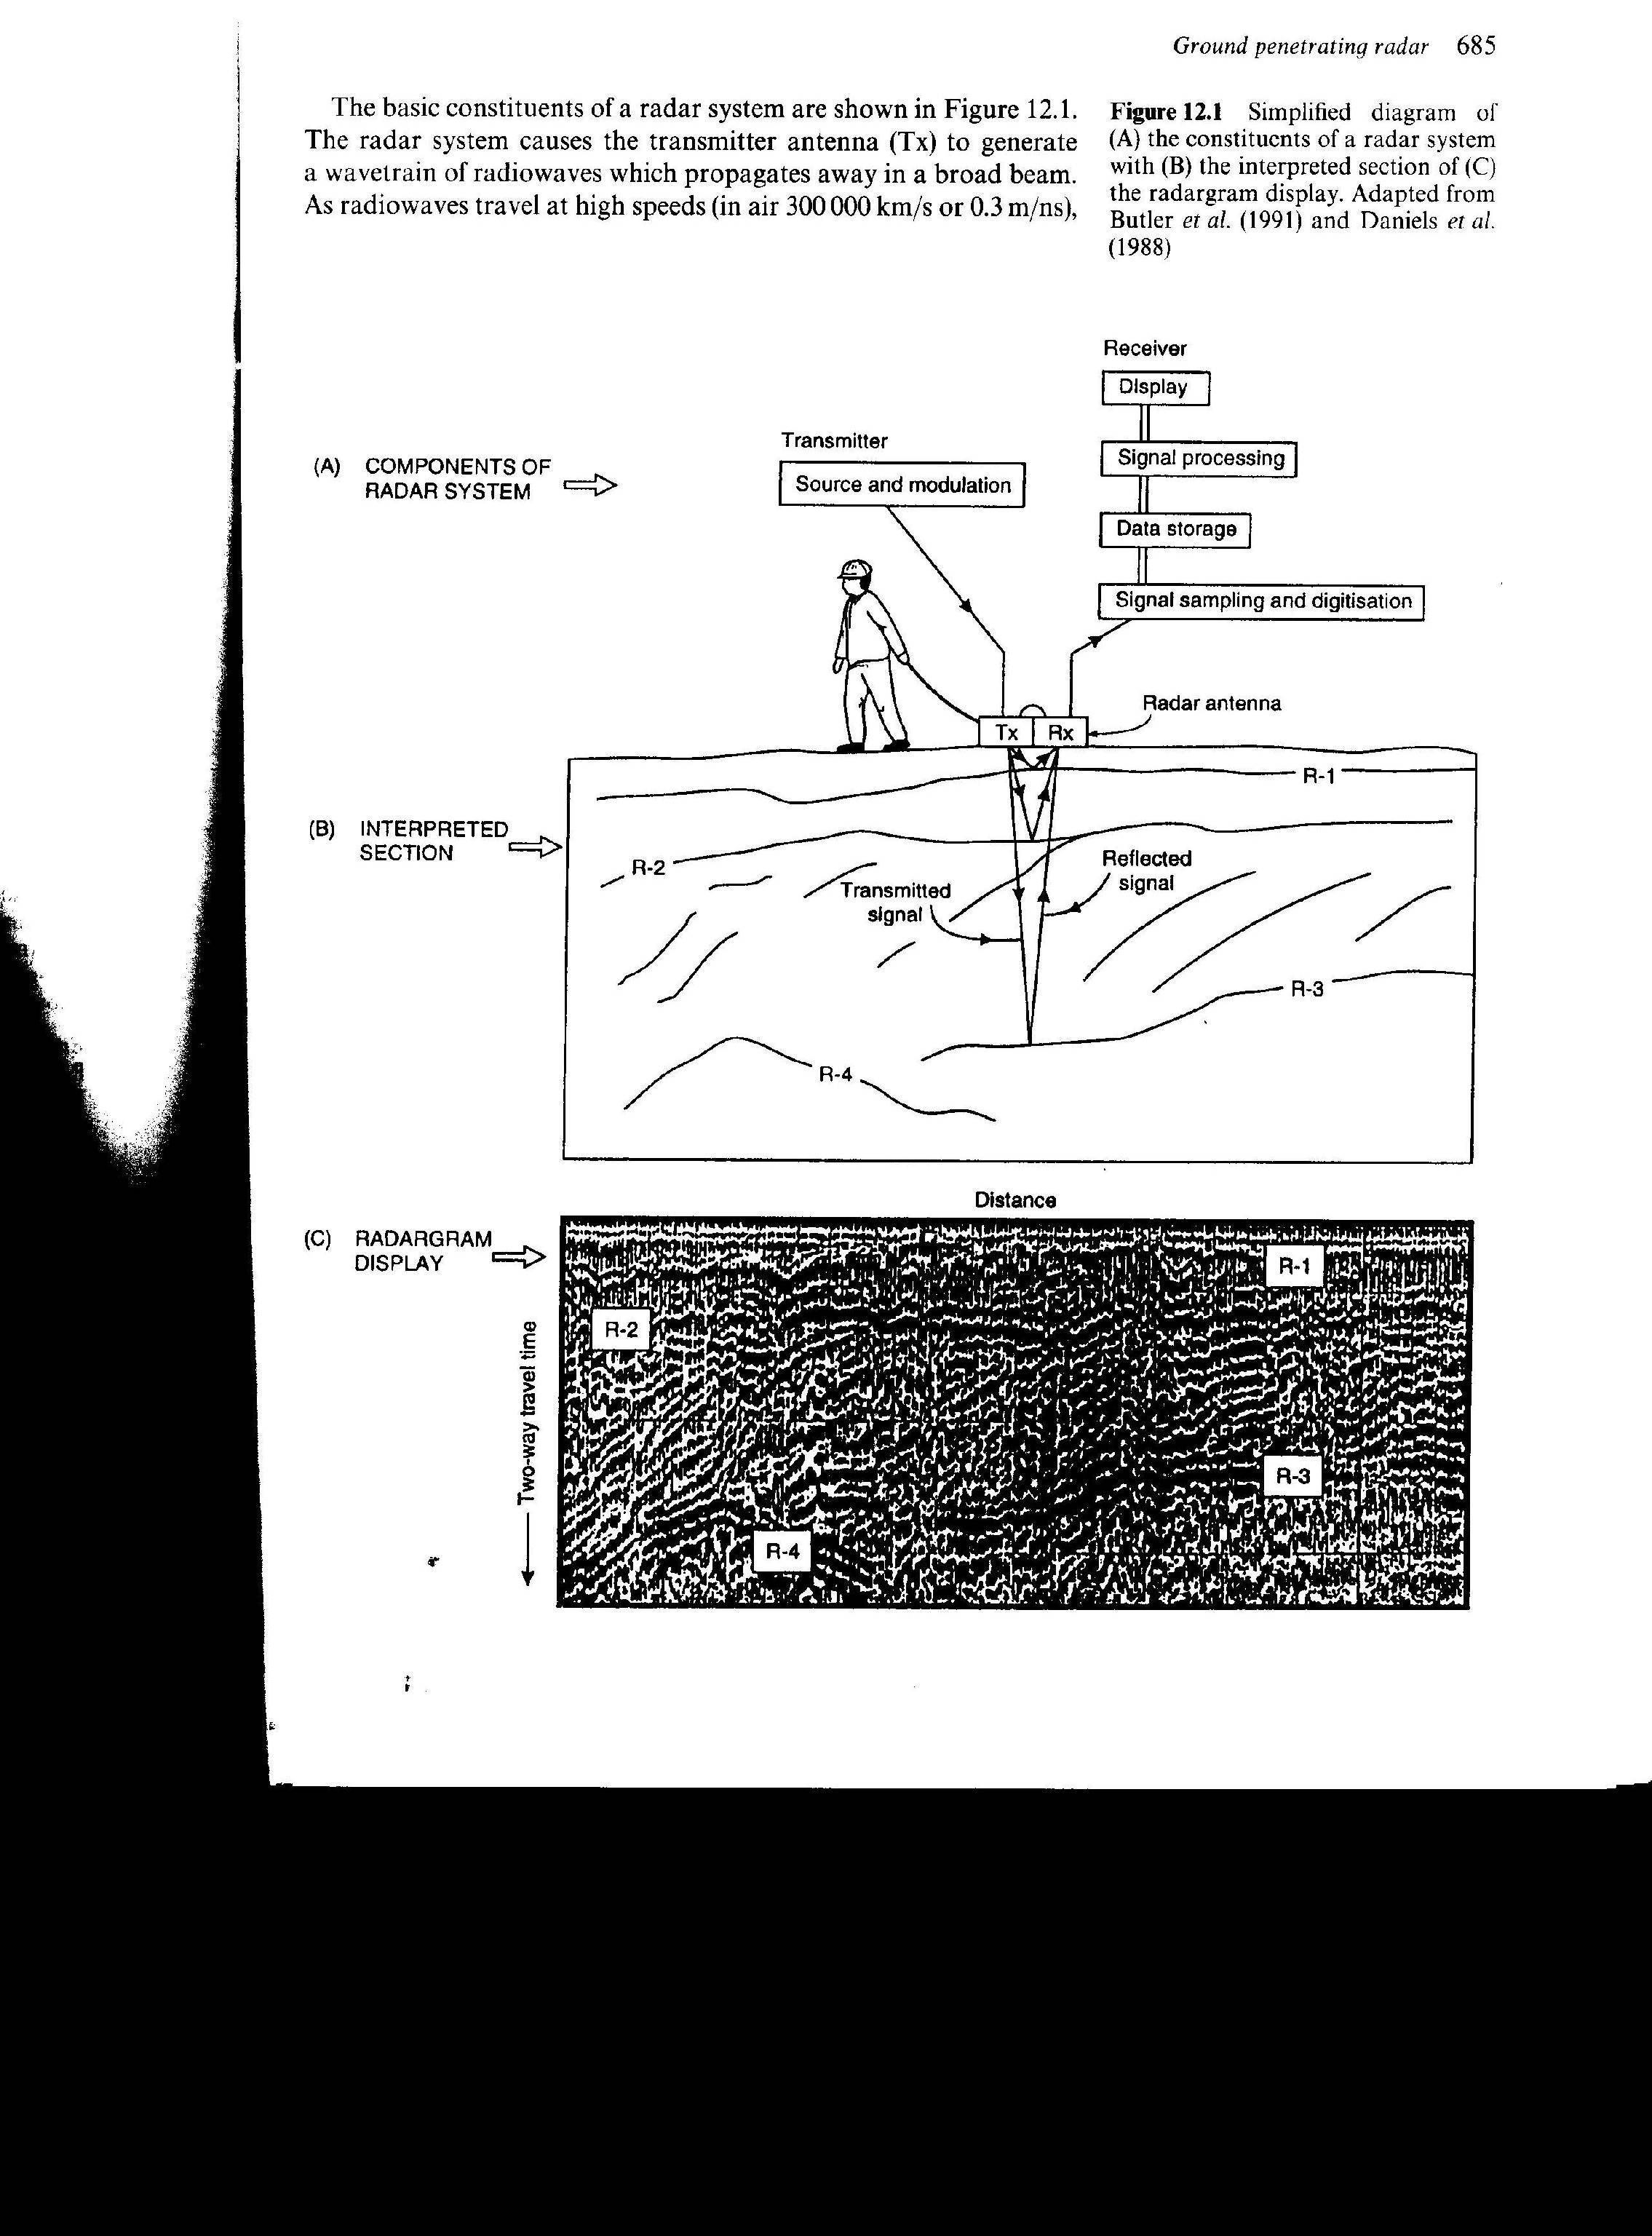 Ground penetrating radar 685
The basic constituents of a radar system are shown in Figure 12.1.
The radar system causes the transmitter antenna (Tx) to generate
a wavetrain of radiowaves which propagates away in a broad beam.
As radiowaves travel at high speeds (in air 300 000 km/s or 0.3 m/ns),
Figure 12.1 Simplified diagram of
(A) the constituents of a radar system
with (B) the interpreted section of (C)
the radargram display. Adapted from
Butler et al. (1991) and Daniels et al.
(1988)
Receiver
Display
Signal processing
Data storage
Signal sampling and digitisation
Transmitter
Source and modulation
(A) COMPONENTS OF
RADAR SYSTEM
Radar antenna
Tx Rx
R-1
(B) INTERPRETED
SECTION
R-2
Reflected
signal
Transmitted
signal
R-3
R-4
Distance
(C) RADARGRAM
DISPLAY
R-1
R-2
Two-way travel time
R-3
R-4